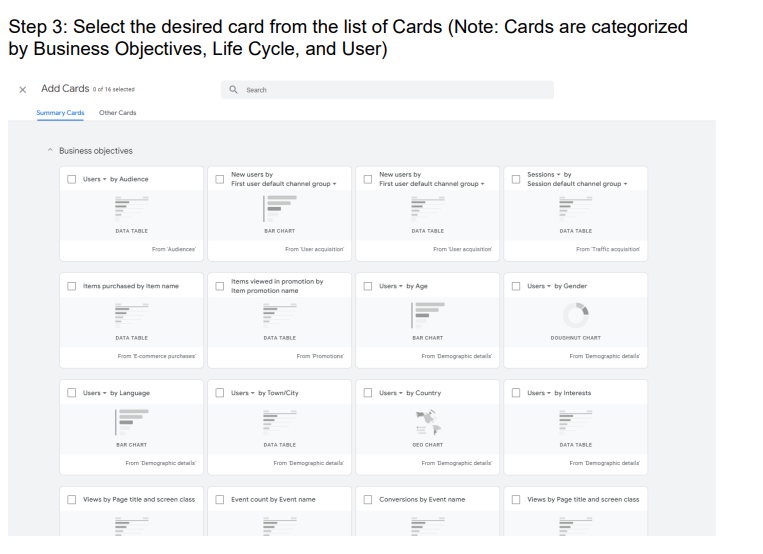 Step 3: Select the desired card from the list of Cards (Note: Cards are categorized
by Business Objectives, Life Cycle, and User)
Add Cards 0 of 16 selected
Search
Summary Cards Other Cards
Business objectives
Users by Audience
DATA TABLE
From 'Audiences'
New users by
First user default channel group
BAR CHART
From 'User acquisition'
New users by
First user default channel group
DATA TABLE
From 'User acquisition'
Sessions by
Session default channel group
DATA TABLE
From 'Traffic acquisition'
Items purchased by Item name
DATA TABLE
From 'E-commerce purchases'
Items viewed in promotion by
Item promotion name
DATA TABLE
From 'Promotions'
Users by Age
BAR CHART
From 'Demographic details'
Users by Gender
DOUGHNUT CHART
From 'Demographic details'
Users by Language
BAR CHART
From 'Demographic details'
Users by Town/City
DATA TABLE
From 'Demographic details'
Users by Country
GEO CHART
From 'Demographic details'
Users by Interests
DATA TABLE
From 'Demographic details'
Views by Page title and screen class
Event count by Event name
Conversions by Event name
Views by Page title and screen class